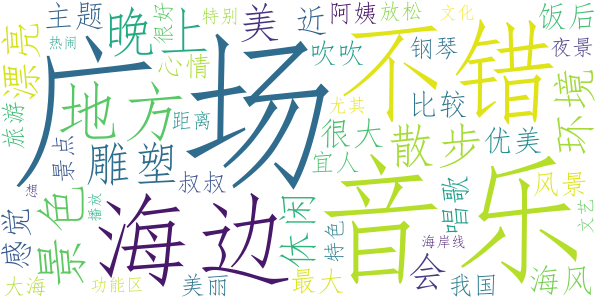 主题
晚上
很好
特别
美
近
阿姨
放松
文化
饭后
漂亮
热闹
广场
心情
吹吹
钢琴
不错
夜景
旅游
地方
距离
尤其
比较
环境
景点
雕塑
很大
宜人
散步
优美
感觉
景色
想
播放
叔叔
海边
休闲
特色
音乐
唱歌
风景
文艺
海岸线
大海
功能区
美丽
最大
会
我国
海风